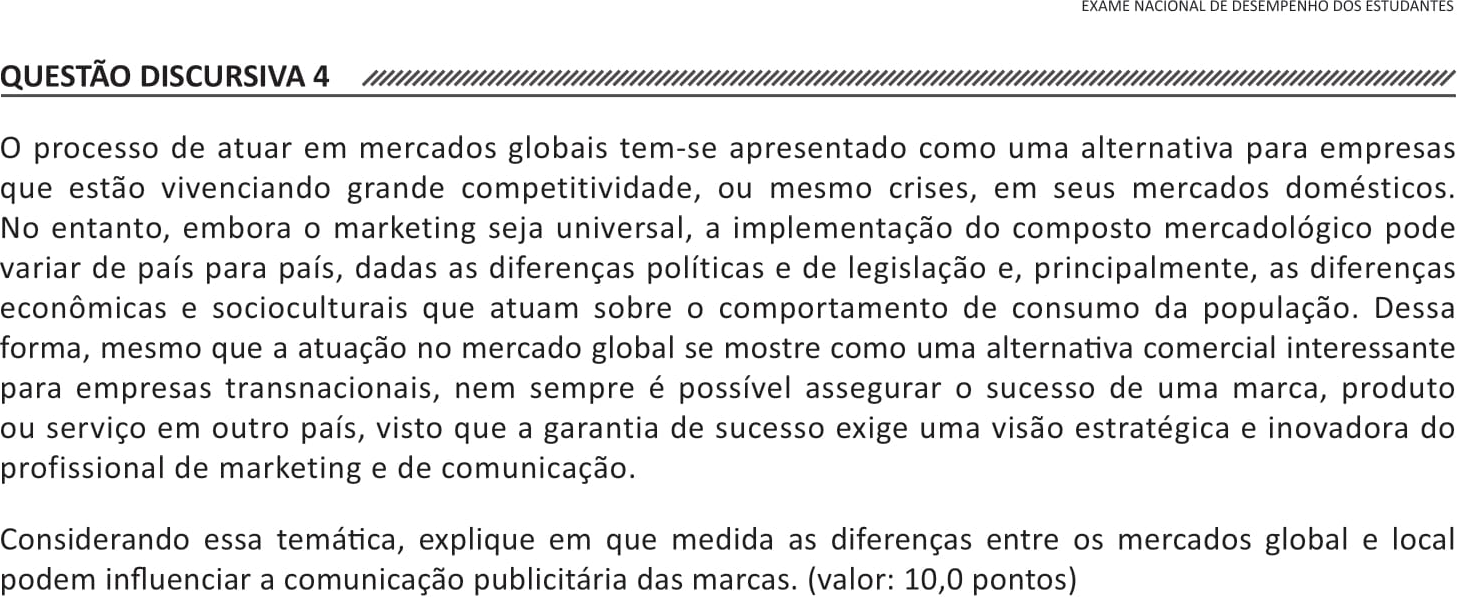 EXAME NACIONAL DE DESEMPENHO DOS ESTUDANTES
QUESTÃO DISCURSIVA 4
O processo de atuar em mercados globais tem-se apresentado como uma alternativa para empresas
que estão vivenciando grande competitividade, ou mesmo crises, em seus mercados domésticos.
No entanto, embora o marketing seja universal, a implementação do composto mercadológico pode
variar de país para país, dadas as diferenças políticas e de legislação e, principalmente, as diferenças
econômicas e socioculturais que atuam sobre o comportamento de consumo da população. Dessa
forma, mesmo que a atuação no mercado global se mostre como uma alternativa comercial interessante
para empresas transnacionais, nem sempre é possível assegurar o sucesso de uma marca, produto
ou serviço em outro país, visto que a garantia de sucesso exige uma visão estratégica e inovadora do
profissional de marketing e de comunicação.
Considerando essa temática, explique em que medida as diferenças entre os mercados global e local
podem influenciar a comunicação publicitária das marcas. (valor: 10,0 pontos)